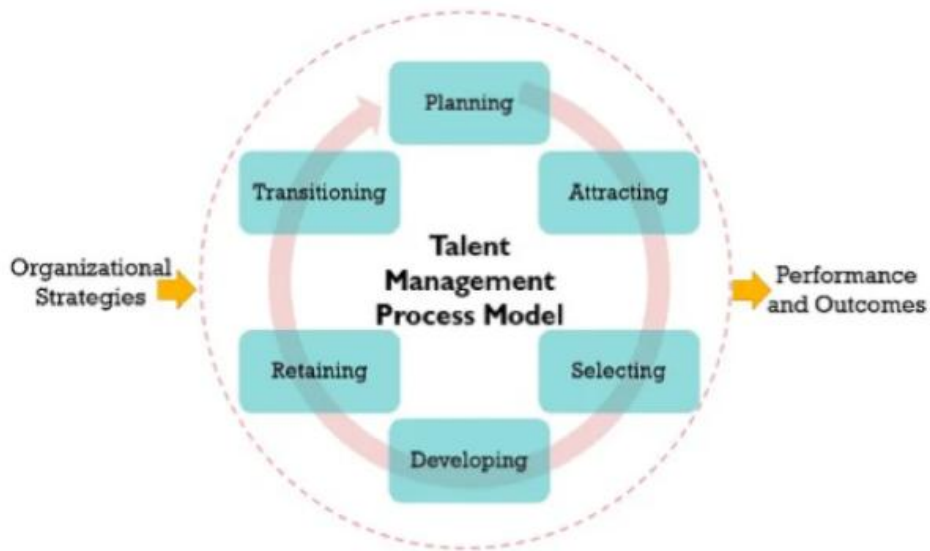 Planning
Transitioning
Attracting
Talent
Management
Process Model
Organizational
Strategies
Performance
and Outcomes
Retaining
Selecting
Developing